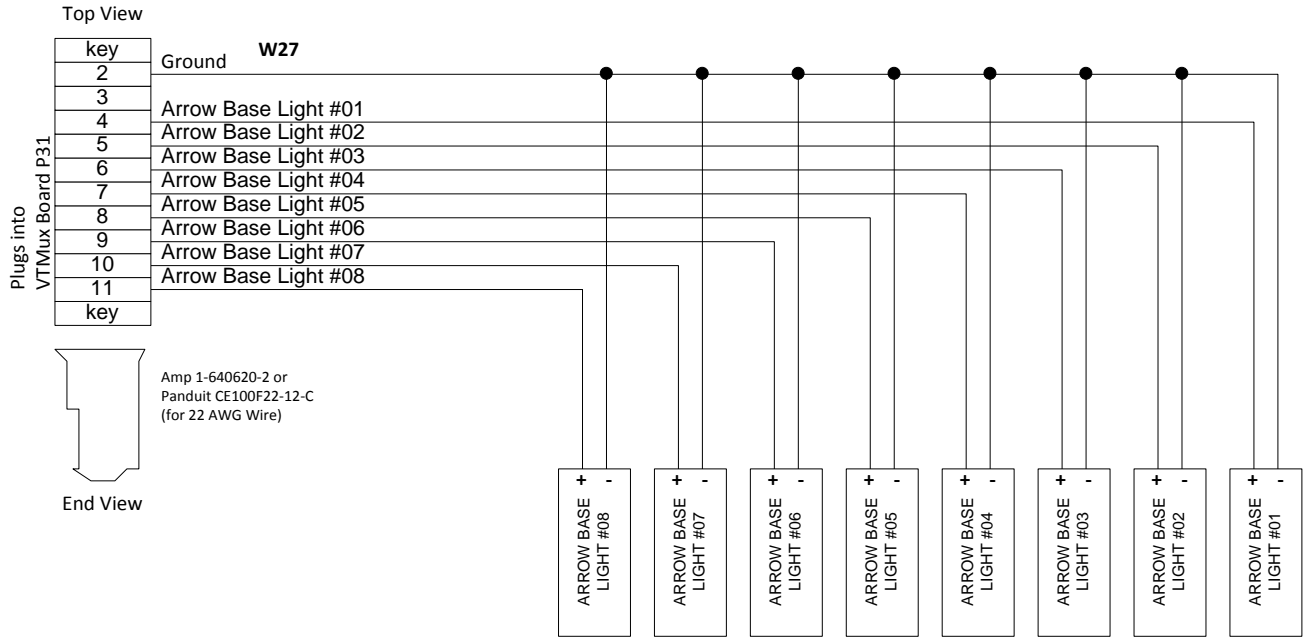 Top View
key
2
3
4
5
6
7
8
9
10
11
key
Plugs into
VTMux Board P31
Ground
W27
Arrow Base Light #01
Arrow Base Light #02
Arrow Base Light #03
Arrow Base Light #04
Arrow Base Light #05
Arrow Base Light #06
Arrow Base Light #07
Arrow Base Light #08
Amp 1-640620-2 or
Panduit CE100F22-12-C
(for 22 AWG Wire)
End View
+ -
ARROW BASE
LIGHT #08
+ -
ARROW BASE
LIGHT #07
+ -
ARROW BASE
LIGHT #06
+ -
ARROW BASE
LIGHT #05
+ -
ARROW BASE
LIGHT #04
+ -
ARROW BASE
LIGHT #03
+ -
ARROW BASE
LIGHT #02
+ -
ARROW BASE
LIGHT #01